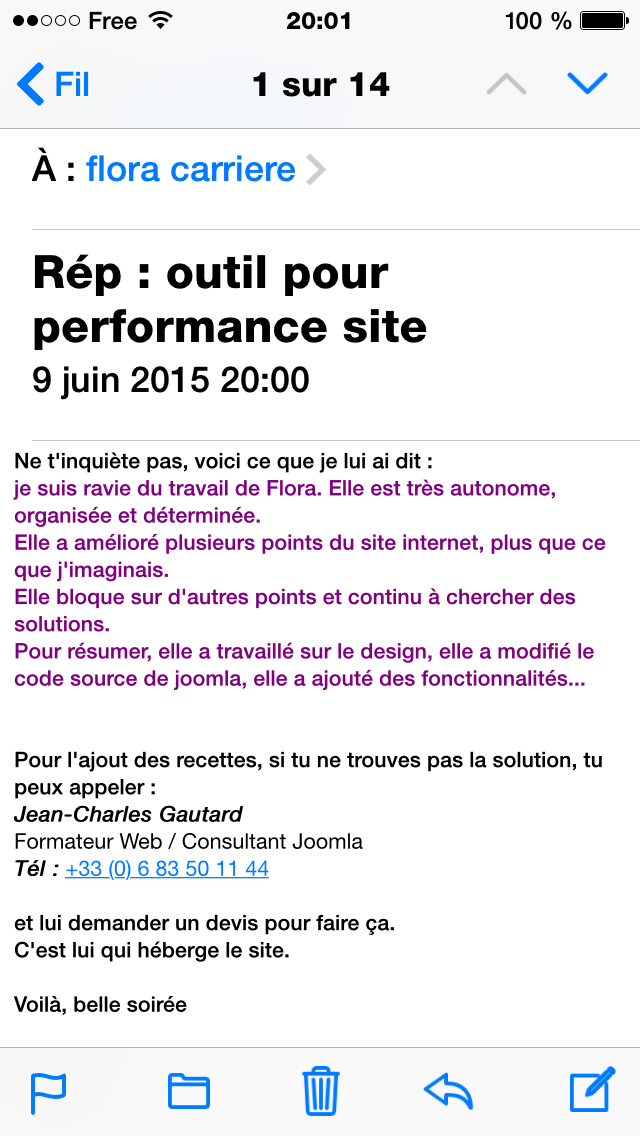 Free 20:01 100 %
Fil 1 sur 14
À : flora carriere
Rép : outil pour
performance site
9 juin 2015 20:00
Ne t'inquiète pas, voici ce que je lui ai dit :
je suis ravie du travail de Flora. Elle est très autonome,
organisée et déterminée.
Elle a amélioré plusieurs points du site internet, plus que ce
que j'imaginais.
Elle bloque sur d'autres points et continu à chercher des
solutions.
Pour résumer, elle a travaillé sur le design, elle a modifié le
code source de joomla, elle a ajouté des fonctionnalités...
Pour l'ajout des recettes, si tu ne trouves pas la solution, tu
peux appeler :
Jean-Charles Gautard
Formateur Web / Consultant Joomla
Tél : +33 (0) 6 83 50 11 44
et lui demander un devis pour faire ça.
C'est lui qui héberge le site.
Voilà, belle soirée